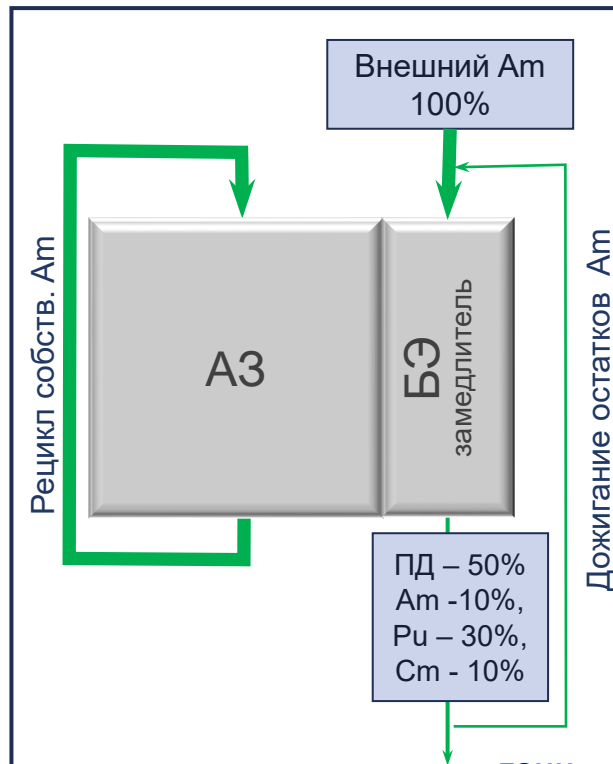 Внешний Am
100%
Рецикл собств. Am
АЗ
БЭ
замедлитель
Дожигание остатков Am
ПД – 50%
Am -10%,
Pu – 30%,
Cm - 10%